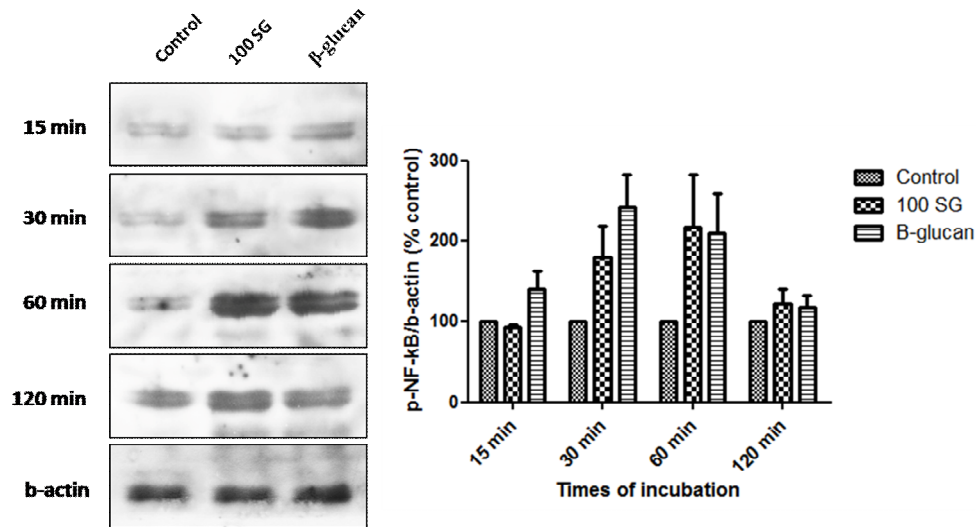 Control 100 SG β-glucan
15 min
30 min
60 min
120 min
b-actin
p-NF-kB/b-actin (% control)
300
200
100
0
15 min 30 min 60 min 120 min
Times of incubation
Control
100 SG
B-glucan